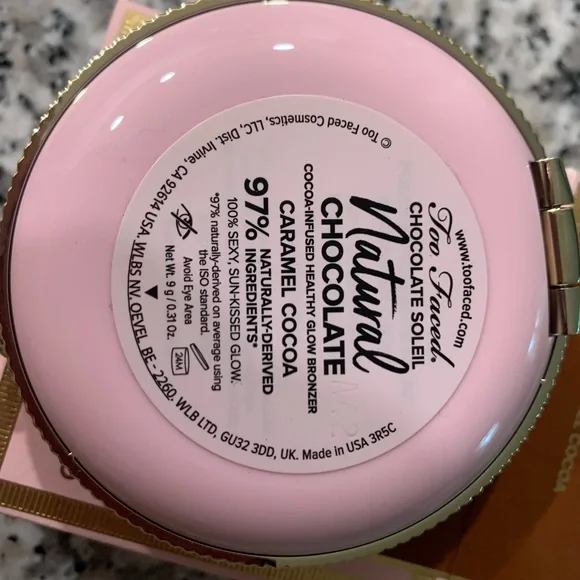 www.toofaced.com
Too Faced.
CHOCOLATE SOLEIL
Natural
CHOCOLATE
COCOA-INFUSED HEALTHY GLOW BRONZER
CARAMEL COCOA
97% NATURALLY-DERIVED INGREDIENTS*
100% SEXY, SUN-KISSED GLOW.
*97% naturally-derived on average using
the ISO standard.
Avoid Eye Area
Net Wt. 9 g / 0.31 Oz.
24M
© Too Faced Cosmetics, LLC, Dist. Irvine, CA 92614 USA. WLBS NV, OEVEL, BE- 2260; WLB LTD, GU32 3DD, UK. Made in USA 3R5C
COCOA